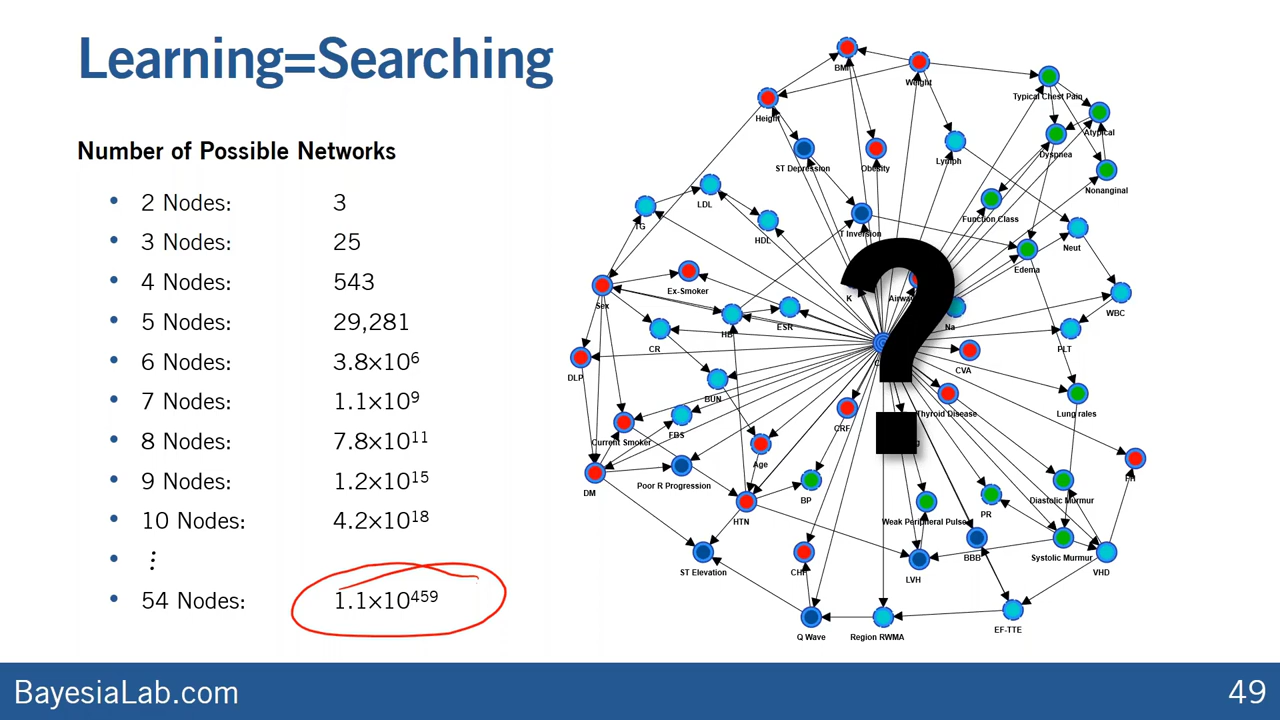 Learning=Searching
Number of Possible Networks
• 2 Nodes: 3
• 3 Nodes: 25
• 4 Nodes: 543
• 5 Nodes: 29,281
• 6 Nodes: 3.8×10⁶
• 7 Nodes: 1.1×10⁹
• 8 Nodes: 7.8×10¹¹
• 9 Nodes: 1.2×10¹⁵
• 10 Nodes: 4.2×10¹⁸
• ⋮
• 54 Nodes: 1.1×10⁴⁵⁹
BMI
Weight
Typical Chest Pain
Height
Atypical
Dyspnea
ST Depression
Obesity
Lymph
Nonanginal
LDL
Function Class
TG
HDL
T Inversion
Neut
Edema
Ex-Smoker
K
Airway
Sex
Na
WBC
HB
ESR
CR
PLT
DLP
CVA
BUN
Thyroid Disease
Lung rales
CRF
Current Smoker
FBS
Age
?
DM
Poor R Progression
BP
Diastolic Murmur
FH
HTN
Weak Peripheral Pulse
PR
ST Elevation
CHF
LVH
BBB
Systolic Murmur
VHD
Q Wave
Region RWMA
EF-TTE
BayesiaLab.com
49